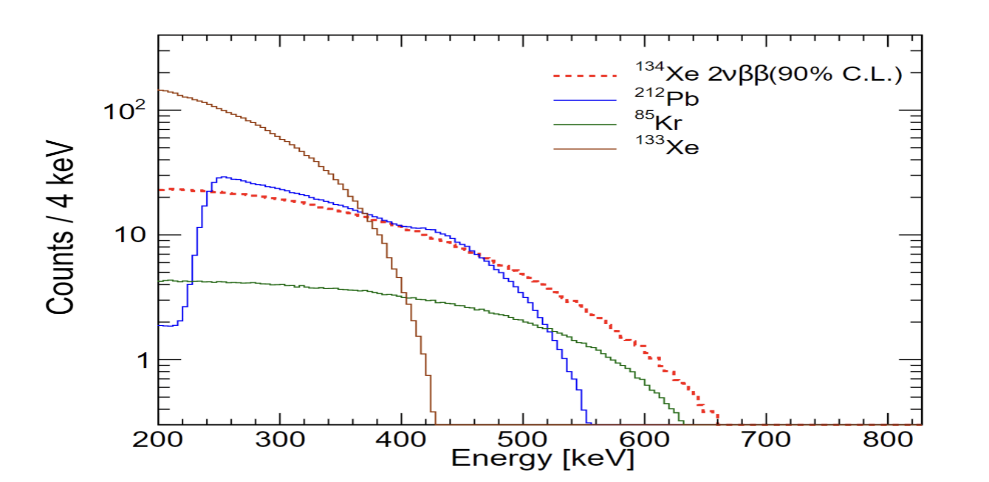 ¹³⁴Xe 2νββ(90% C.L.)
²¹²Pb
⁸⁵Kr
¹³³Xe
Counts / 4 keV
10²
10
1
200 300 400 500 600 700 800
Energy [keV]